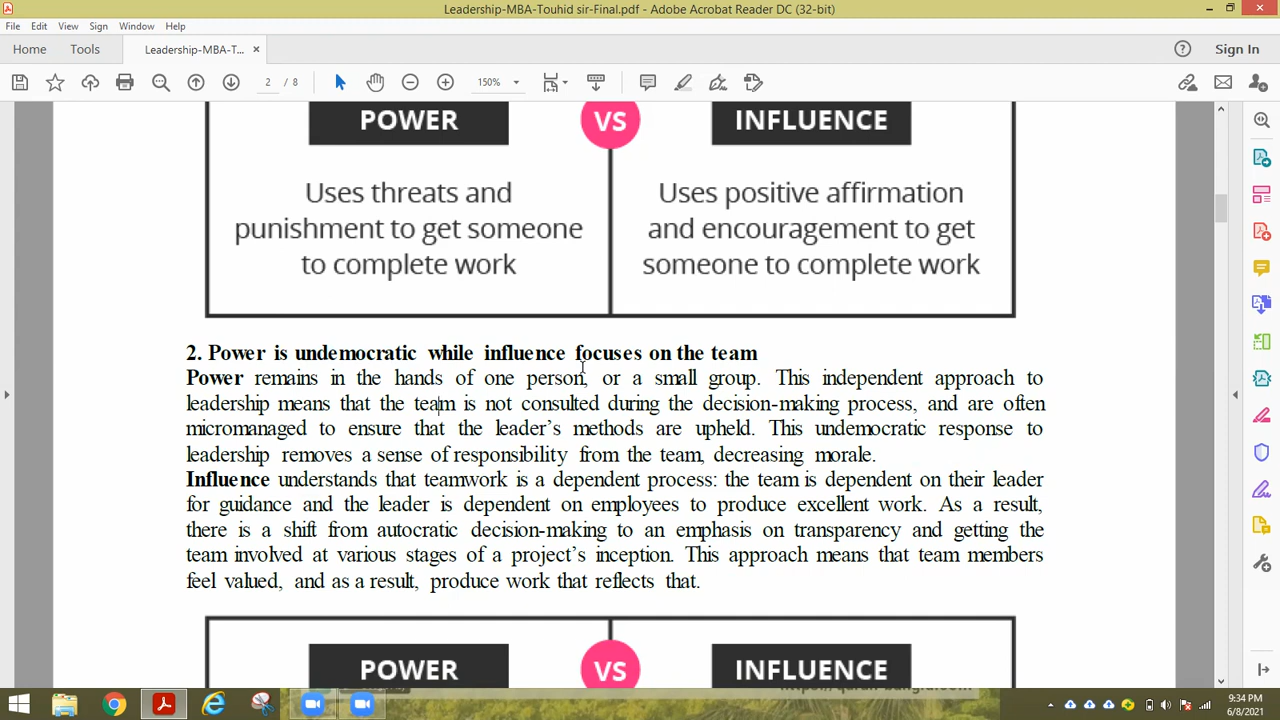 Leadership-MBA-Touhid sir-Final.pdf - Adobe Acrobat Reader DC (32-bit)
File Edit View Sign Window Help
Home Tools Leadership-MBA-T... × Sign In
2 / 8 150%
POWER VS INFLUENCE
Uses threats and
punishment to get someone
to complete work
Uses positive affirmation
and encouragement to get
someone to complete work
2. Power is undemocratic while influence focuses on the team
Power remains in the hands of one person, or a small group. This independent approach to
leadership means that the team is not consulted during the decision-making process, and are often
micromanaged to ensure that the leader’s methods are upheld. This undemocratic response to
leadership removes a sense of responsibility from the team, decreasing morale.
Influence understands that teamwork is a dependent process: the team is dependent on their leader
for guidance and the leader is dependent on employees to produce excellent work. As a result,
there is a shift from autocratic decision-making to an emphasis on transparency and getting the
team involved at various stages of a project’s inception. This approach means that team members
feel valued, and as a result, produce work that reflects that.
POWER VS INFLUENCE
9:34 PM
6/8/2021